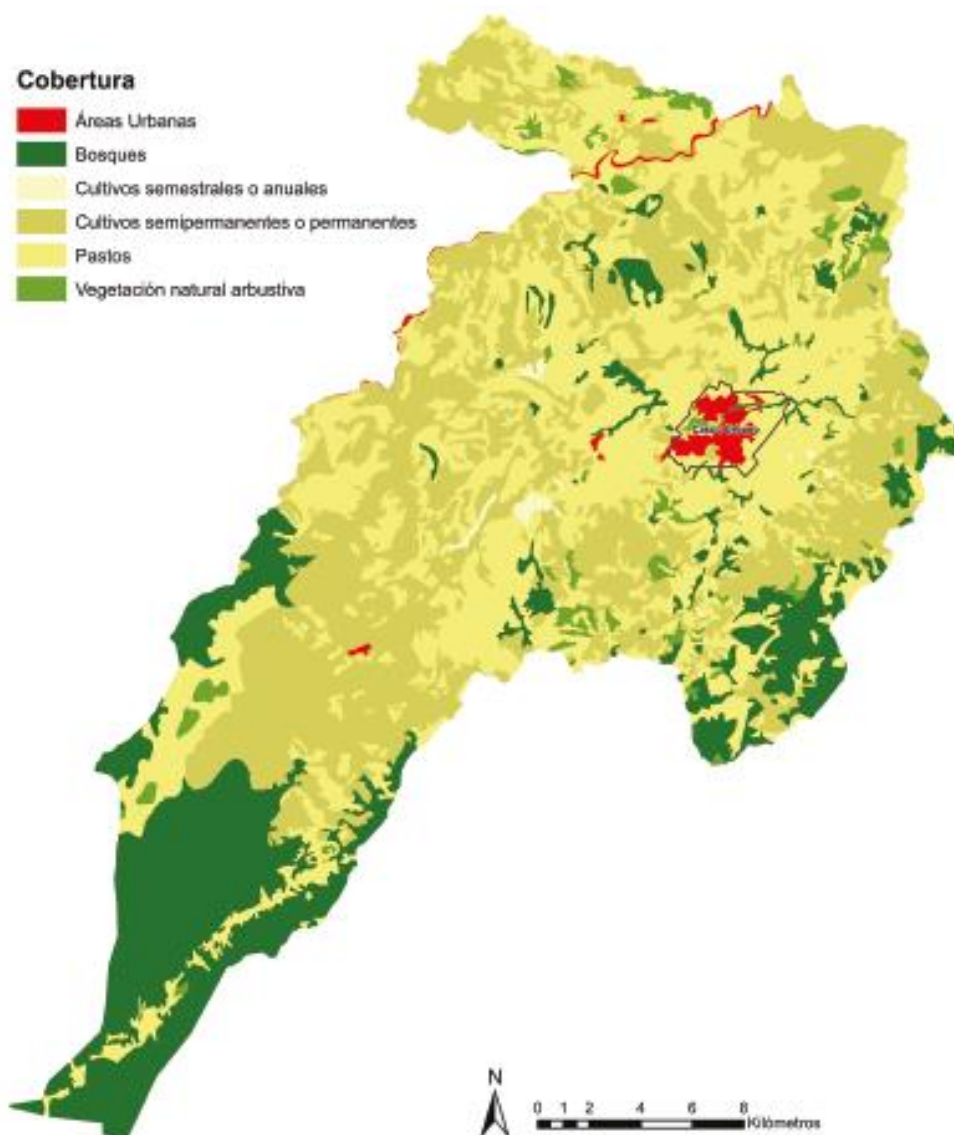 Cobertura
Áreas Urbanas
Bosques
Cultivos semestrales o anuales
Cultivos semipermanentes o permanentes
Pastos
Vegetación natural arbustiva
N
0 1 2 4 6 8
Kilómetros